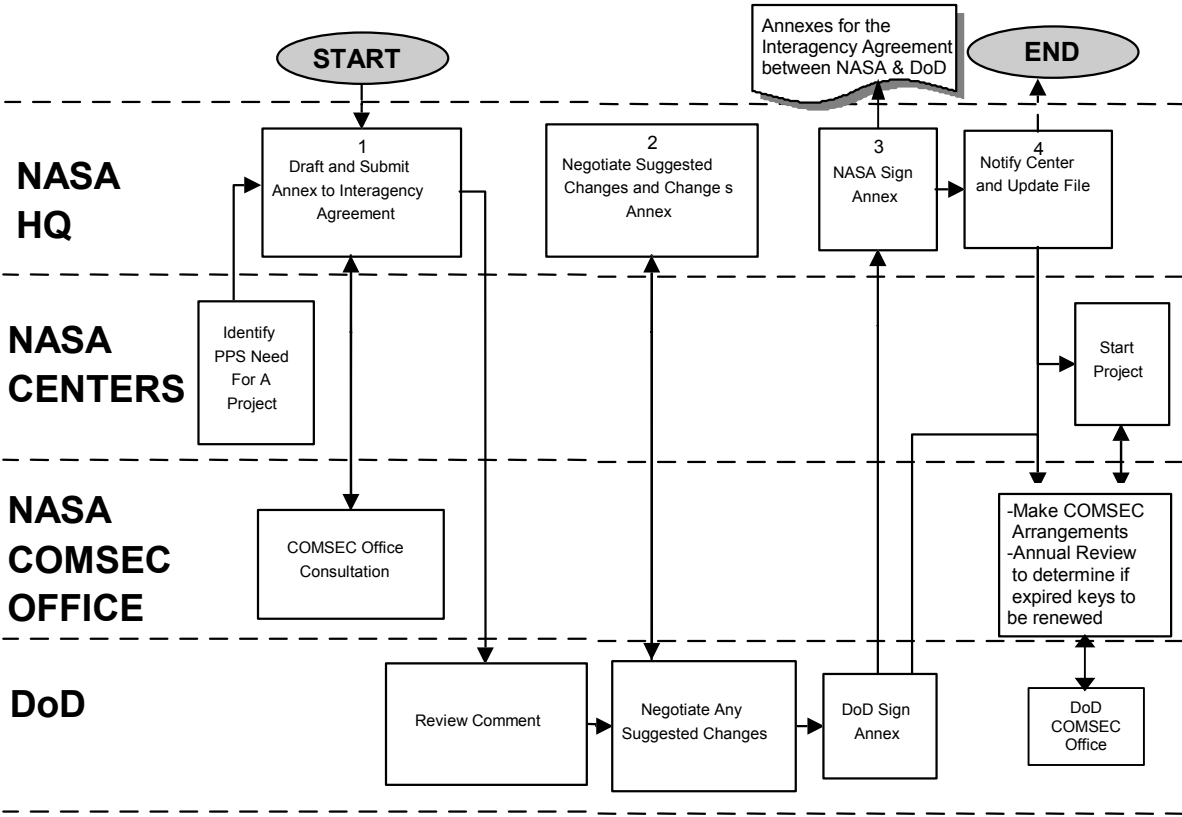 START
Annexes for the
Interagency Agreement
between NASA & DoD
END
NASA
HQ
1
Draft and Submit
Annex to Interagency
Agreement
2
Negotiate Suggested
Changes and Change s
Annex
3
NASA Sign
Annex
4
Notify Center
and Update File
NASA
CENTERS
Identify
PPS Need
For A
Project
Start
Project
NASA
COMSEC
OFFICE
COMSEC Office
Consultation
-Make COMSEC
Arrangements
-Annual Review
to determine if
expired keys to
be renewed
DoD
Review Comment
Negotiate Any
Suggested Changes
DoD Sign
Annex
DoD
COMSEC
Office